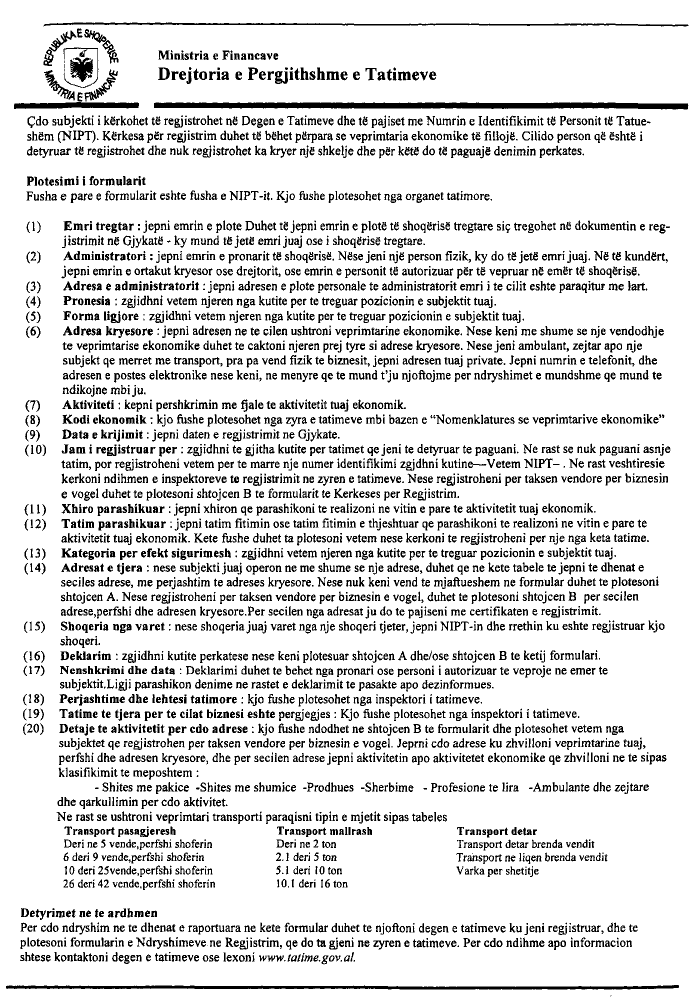 REPUBLIKA E SHQIPERISE
MINISTRIA E FINANCAVE
Ministria e Financave
Drejtoria e Pergjithshme e Tatimeve
Çdo subjekti i kërkohet të regjistrohet në Degen e Tatimeve dhe të pajiset me Numrin e Identifikimit të Personit të Tatue-
shëm (NIPT). Kërkesa për regjistrim duhet të bëhet përpara se veprimtaria ekonomike të fillojë. Cilido person që është i
detyruar të regjistrohet dhe nuk regjistrohet ka kryer një shkelje dhe për këtë do të paguajë denimin perkates.
Plotesimi i formularit
Fusha e pare e formularit eshte fusha e NIPT-it. Kjo fushe plotesohet nga organet tatimore.
(1) Emri tregtar : jepni emrin e plote Duhet të jepni emrin e plotë të shoqërisë tregtare siç tregohet në dokumentin e reg-
jistrimit në Gjykatë - ky mund të jetë emri juaj ose i shoqërisë tregtare.
(2) Administratori : jepni emrin e pronarit të shoqërisë. Nëse jeni një person fizik, ky do të jetë emri juaj. Në të kundërt,
jepni emrin e ortakut kryesor ose drejtorit, ose emrin e personit të autorizuar për të vepruar në emër të shoqërisë.
(3) Adresa e administratorit : jepni adresen e plote personale te administratorit emri i te cilit eshte paraqitur me lart.
(4) Pronesia : zgjidhni vetem njeren nga kutite per te treguar pozicionin e subjektit tuaj.
(5) Forma ligjore : zgjidhni vetem njeren nga kutite per te treguar pozicionin e subjektit tuaj.
(6) Adresa kryesore : jepni adresen ne te cilen ushtroni veprimtarine ekonomike. Nese keni me shume se nje vendodhje
te veprimtarise ekonomike duhet te caktoni njeren prej tyre si adrese kryesore. Nese jeni ambulant, zejtar apo nje
subjekt qe merret me transport, pra pa vend fizik te biznesit, jepni adresen tuaj private. Jepni numrin e telefonit, dhe
adresen e postes elektronike nese keni, ne menyre qe te mund t'ju njoftojme per ndryshimet e mundshme qe mund te
ndikojne mbi ju.
(7) Aktiviteti : kepni pershkrimin me fjale te aktivitetit tuaj ekonomik.
(8) Kodi ekonomik : kjo fushe plotesohet nga zyra e tatimeve mbi bazen e “Nomenklatures se veprimtarive ekonomike”
(9) Data e krijimit : jepni daten e regjistrimit ne Gjykate.
(10) Jam i regjistruar per : zgjidhni te gjitha kutite per tatimet qe jeni te detyruar te paguani. Ne rast se nuk paguani asnje
tatim, por regjistroheni vetem per te marre nje numer identifikimi zgjdhni kutine—Vetem NIPT– . Ne rast veshtiresie
kerkoni ndihmen e inspektoreve te regjistrimit ne zyren e tatimeve. Nese regjistroheni per taksen vendore per biznesin
e vogel duhet te plotesoni shtojcen B te formularit te Kerkeses per Regjistrim.
(11) Xhiro parashikuar : jepni xhiron qe parashikoni te realizoni ne vitin e pare te aktivitetit tuaj ekonomik.
(12) Tatim parashikuar : jepni tatim fitimin ose tatim fitimin e thjeshtuar qe parashikoni te realizoni ne vitin e pare te
aktivitetit tuaj ekonomik. Kete fushe duhet ta plotesoni vetem nese kerkoni te regjistroheni per nje nga keta tatime.
(13) Kategoria per efekt sigurimesh : zgjidhni vetem njeren nga kutite per te treguar pozicionin e subjektit tuaj.
(14) Adresat e tjera : nese subjekti juaj operon ne me shume se nje adrese, duhet qe ne kete tabele te jepni te dhenat e
seciles adrese, me perjashtim te adreses kryesore. Nese nuk keni vend te mjaftueshem ne formular duhet te plotesoni
shtojcen A. Nese regjistroheni per taksen vendore per biznesin e vogel, duhet te plotesoni shtojcen B per secilen
adrese,perfshi dhe adresen kryesore.Per secilen nga adresat ju do te pajiseni me certifikaten e regjistrimit.
(15) Shoqeria nga varet : nese shoqeria juaj varet nga nje shoqeri tjeter, jepni NIPT-in dhe rrethin ku eshte regjistruar kjo
shoqeri.
(16) Deklarim : zgjidhni kutite perkatese nese keni plotesuar shtojcen A dhe/ose shtojcen B te ketij formulari.
(17) Nenshkrimi dhe data : Deklarimi duhet te behet nga pronari ose personi i autorizuar te veproje ne emer te
subjektit.Ligji parashikon denime ne rastet e deklarimit te pasakte apo dezinformues.
(18) Perjashtime dhe lehtesi tatimore : kjo fushe plotesohet nga inspektori i tatimeve.
(19) Tatime te tjera per te cilat biznesi eshte pergjegjes : Kjo fushe plotesohet nga inspektori i tatimeve.
(20) Detaje te aktivitetit per cdo adrese : kjo fushe ndodhet ne shtojcen B te formularit dhe plotesohet vetem nga
subjektet qe regjistrohen per taksen vendore per biznesin e vogel. Jeprni cdo adrese ku zhvilloni veprimtarine tuaj,
perfshi dhe adresen kryesore, dhe per secilen adrese jepni aktivitetin apo aktivitetet ekonomike qe zhvilloni ne te sipas
klasifikimit te meposhtem :
- Shites me pakice -Shites me shumice -Prodhues -Sherbime - Profesione te lira -Ambulante dhe zejtare
dhe qarkullimin per cdo aktivitet.
Ne rast se ushtroni veprimtari transporti paraqisni tipin e mjetit sipas tabeles
Transport pasagjeresh Transport mallrash Transport detar
Deri ne 5 vende,perfshi shoferin Deri ne 2 ton Transport detar brenda vendit
6 deri 9 vende,perfshi shoferin 2.1 deri 5 ton Transport ne liqen brenda vendit
10 deri 25vende,perfshi shoferin 5.1 deri 10 ton Varka per shetitje
26 deri 42 vende,perfshi shoferin 10.1 deri 16 ton
Detyrimet ne te ardhmen
Per cdo ndryshim ne te dhenat e raportuara ne kete formular duhet te njoftoni degen e tatimeve ku jeni regjistruar, dhe te
plotesoni formularin e Ndryshimeve ne Regjistrim, qe do ta gjeni ne zyren e tatimeve. Per cdo ndihme apo informacion
shtese kontaktoni degen e tatimeve ose lexoni www.tatime.gov.al.